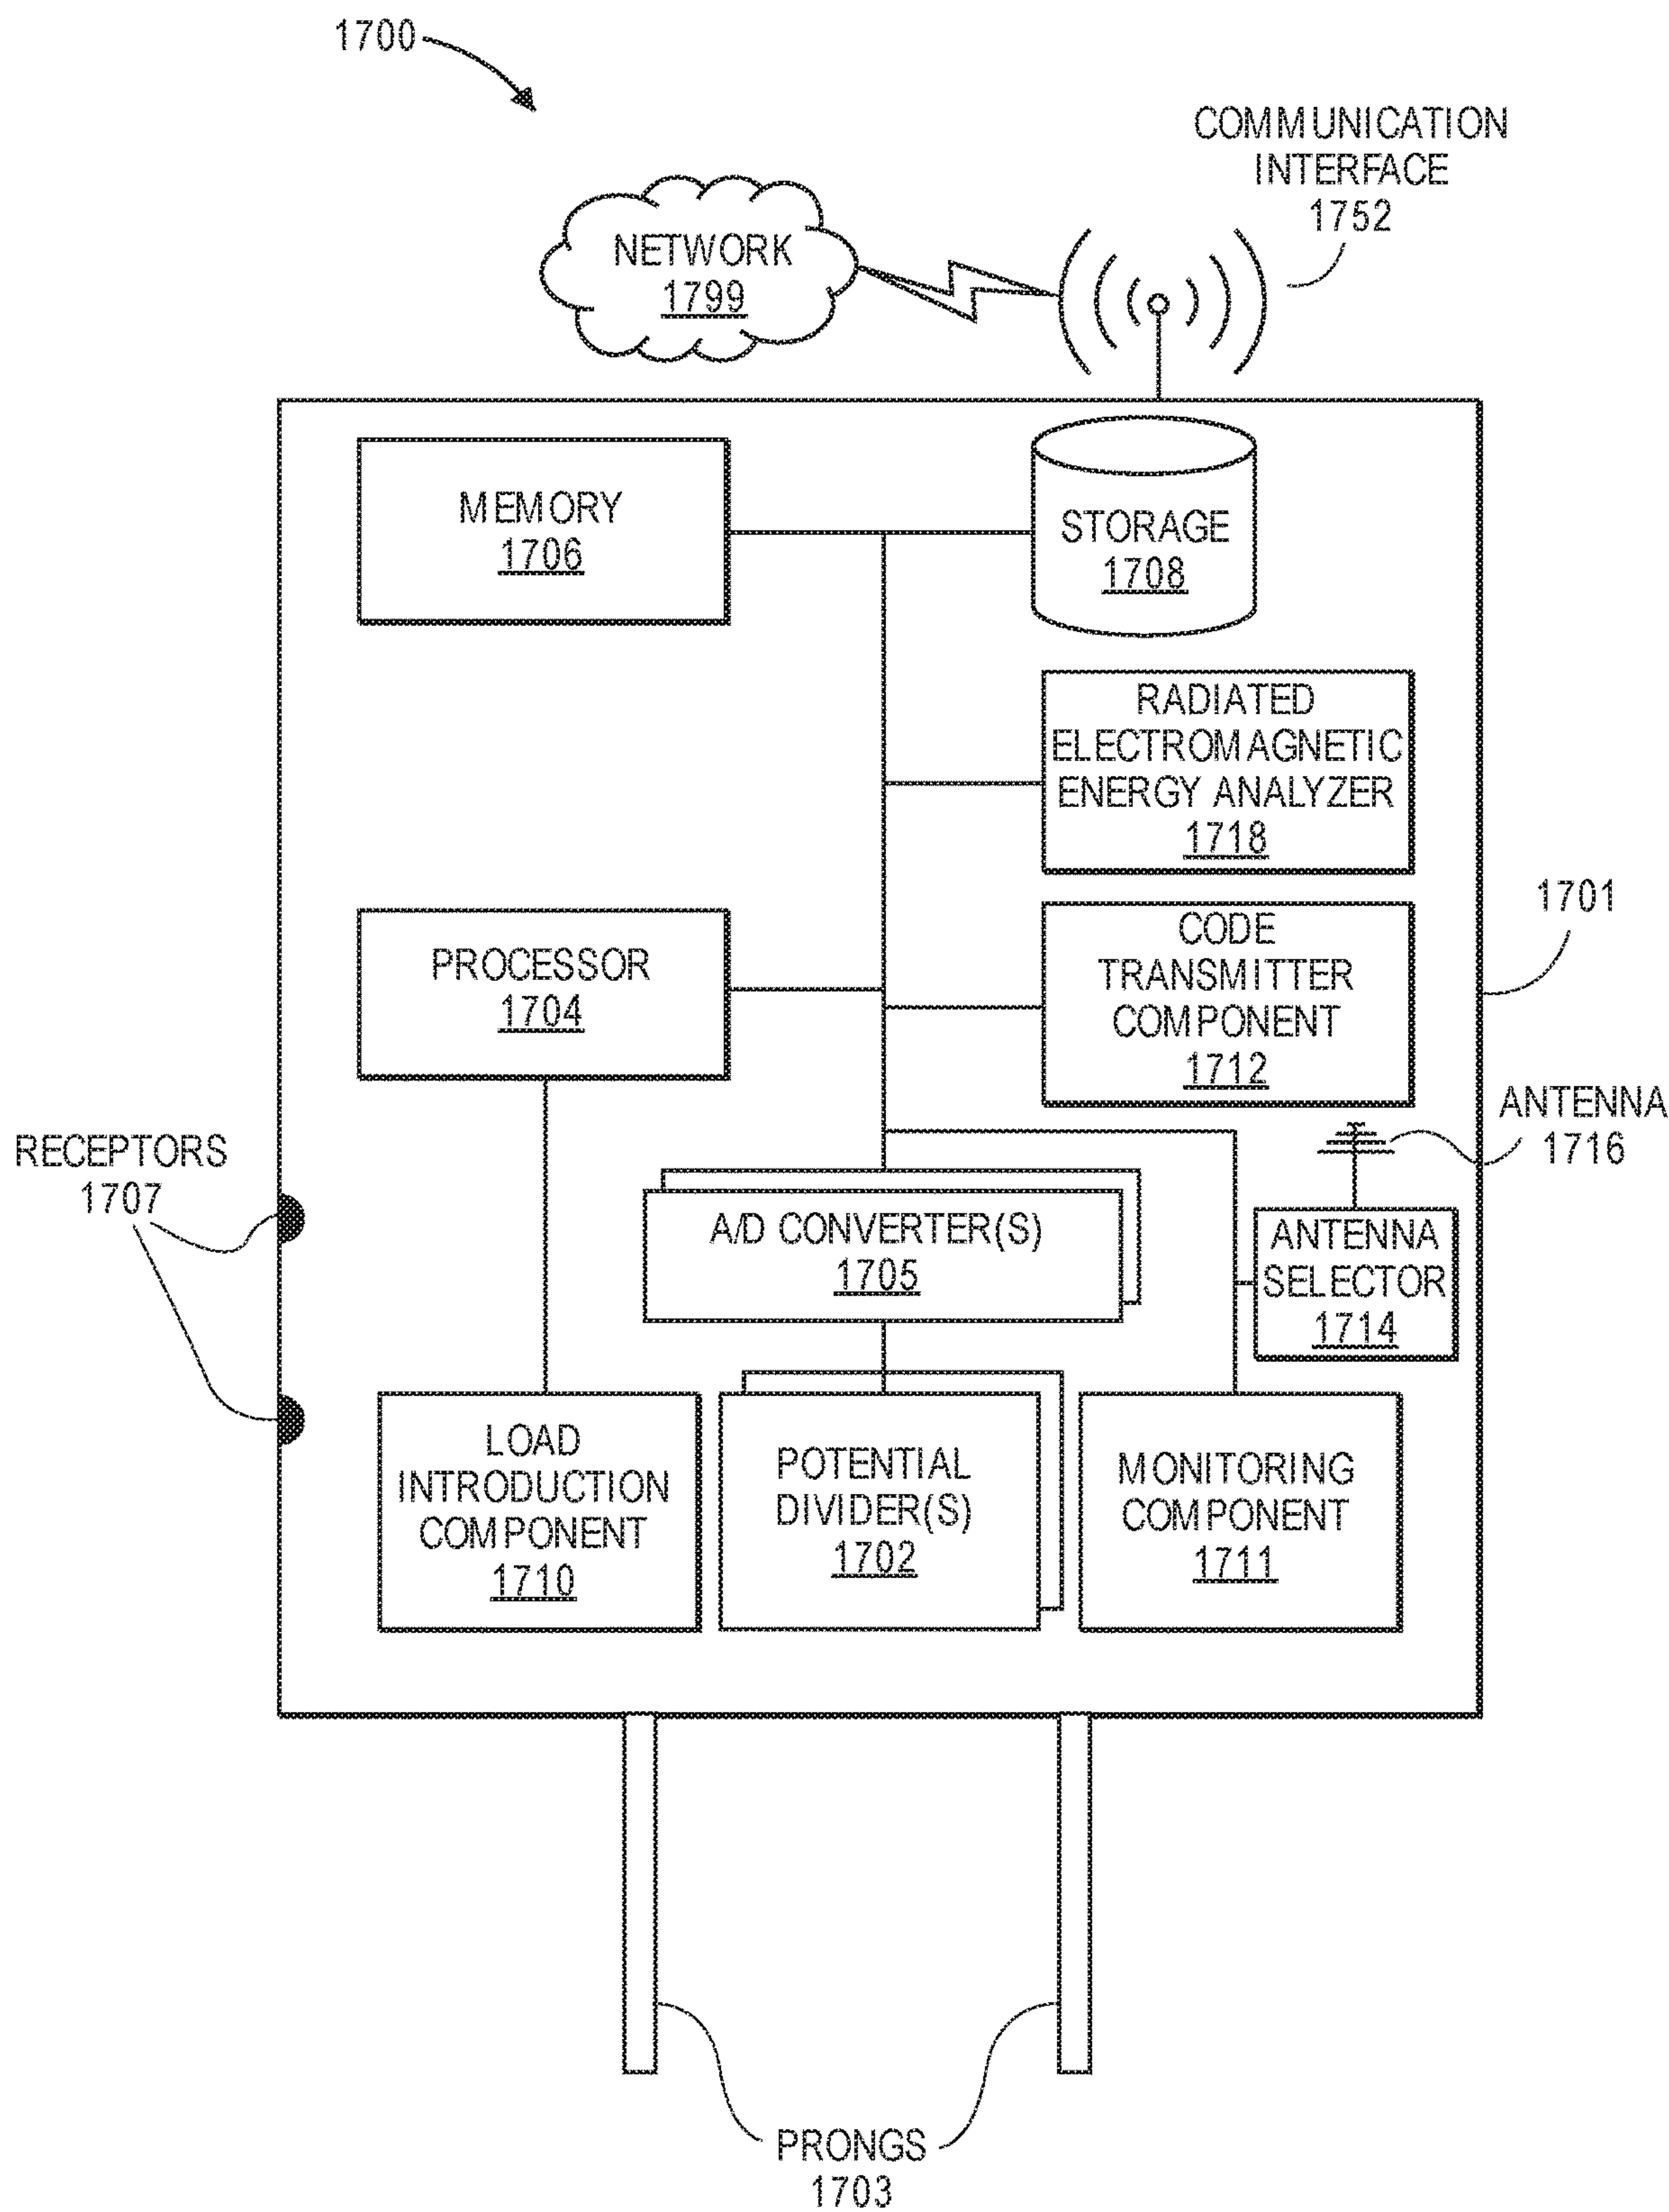 1700
COMMUNICATION
INTERFACE
1752
NETWORK
1799
MEMORY
1706
STORAGE
1708
RADIATED
ELECTROMAGNETIC
ENERGY ANALYZER
1718
1701
PROCESSOR
1704
CODE
TRANSMITTER
COMPONENT
1712
ANTENNA
1716
RECEPTORS
1707
A/D CONVERTER(S)
1705
ANTENNA
SELECTOR
1714
LOAD
INTRODUCTION
COMPONENT
1710
POTENTIAL
DIVIDER(S)
1702
MONITORING
COMPONENT
1711
PRONGS
1703